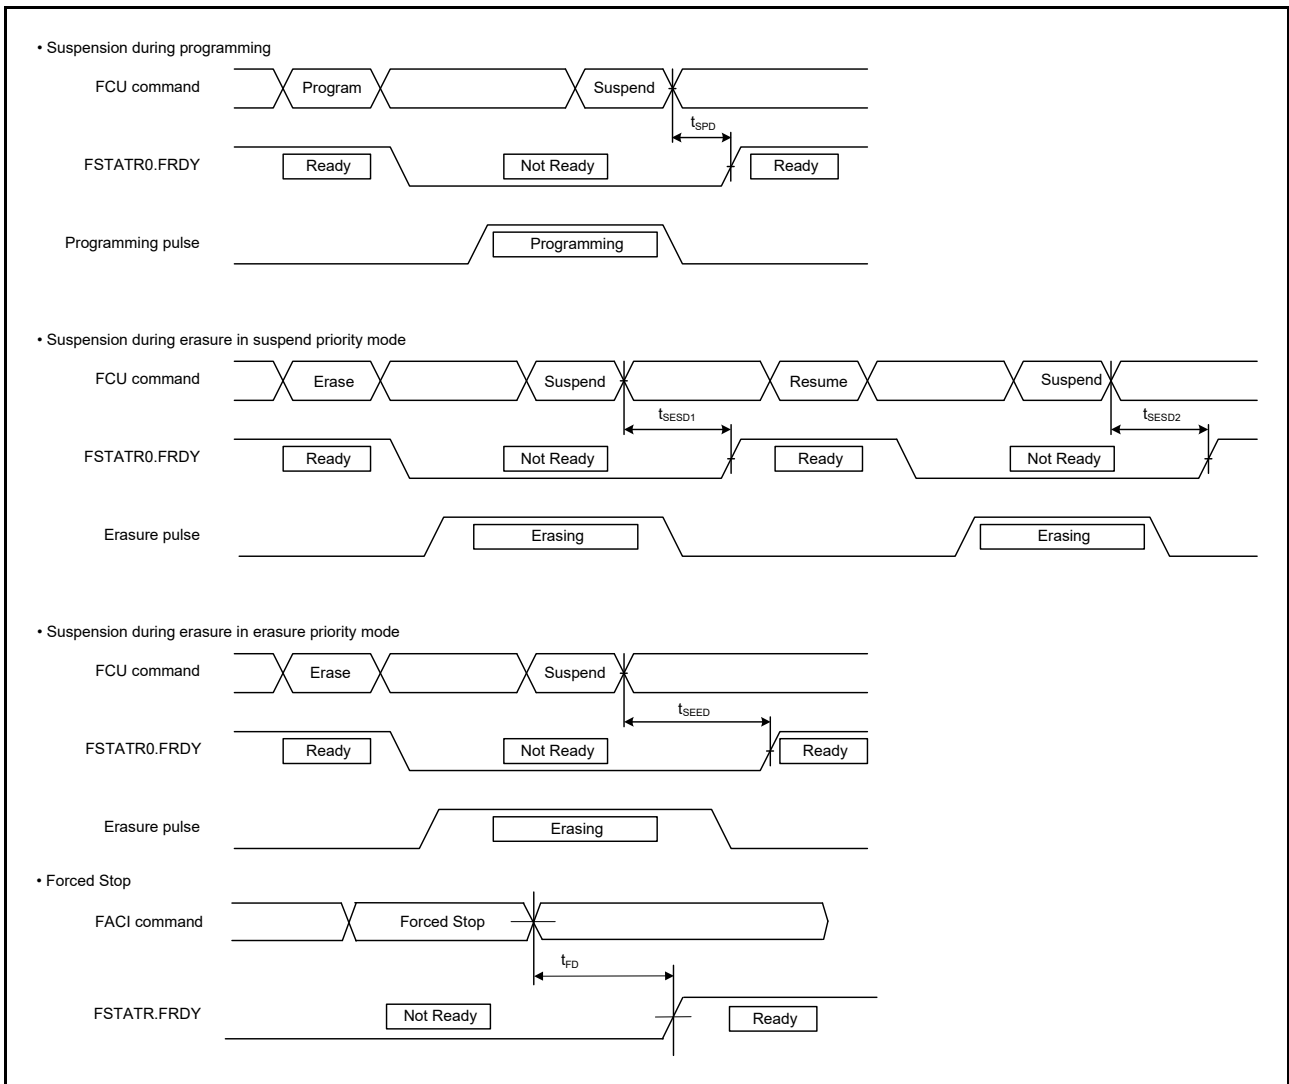 • Suspension during programming
FCU command
Program
Suspend
tSPD
FSTATR0.FRDY
Ready
Not Ready
Ready
Programming pulse
Programming
• Suspension during erasure in suspend priority mode
FCU command
Erase
Suspend
Resume
Suspend
tSESD1
tSESD2
FSTATR0.FRDY
Ready
Not Ready
Ready
Not Ready
Erasure pulse
Erasing
Erasing
• Suspension during erasure in erasure priority mode
FCU command
Erase
Suspend
tSEED
FSTATR0.FRDY
Ready
Not Ready
Ready
Erasure pulse
Erasing
• Forced Stop
FACI command
Forced Stop
tFD
FSTATR.FRDY
Not Ready
Ready